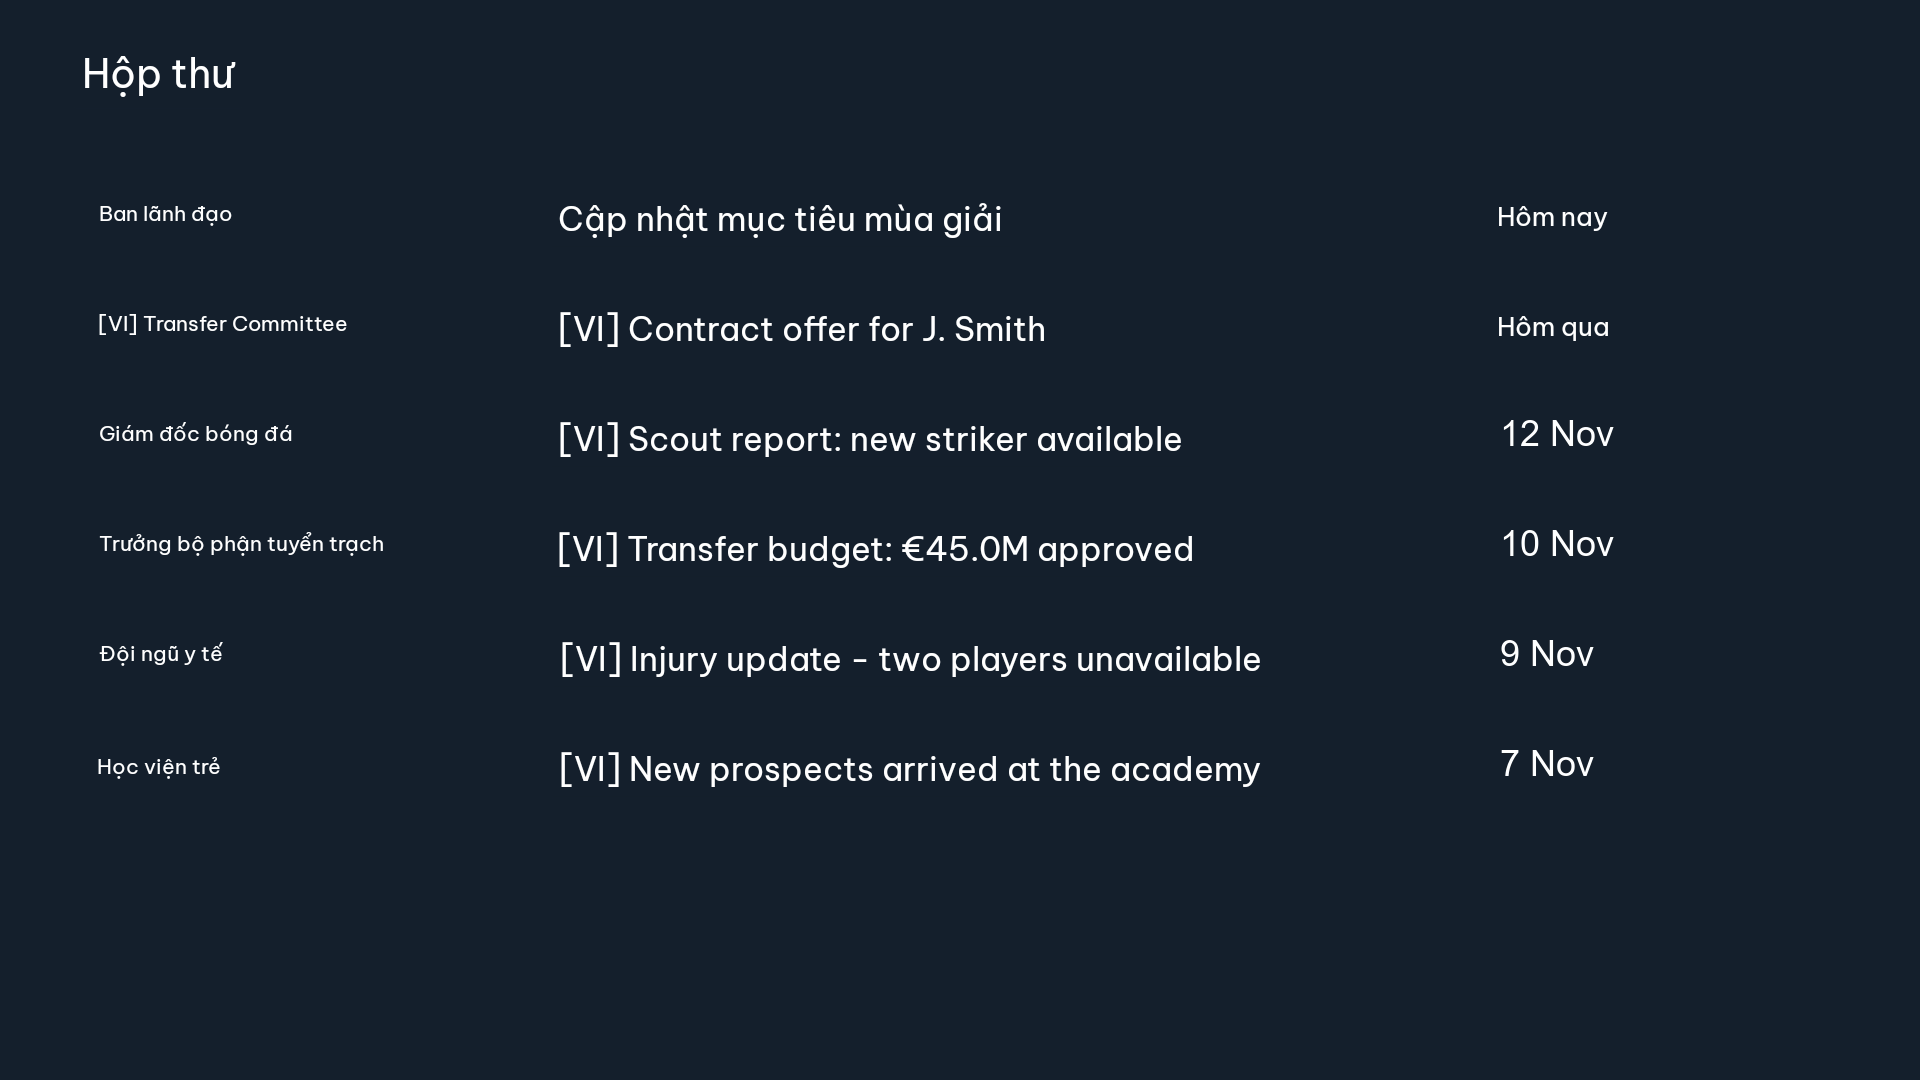 Hộp thư
Ban lãnh đạo Cập nhật mục tiêu mùa giải Hôm nay
[VI] Transfer Committee [VI] Contract offer for J. Smith Hôm qua
Giám đốc bóng đá [VI] Scout report: new striker available 12 Nov
Trưởng bộ phận tuyển trạch [VI] Transfer budget: €45.0M approved 10 Nov
Đội ngũ y tế [VI] Injury update - two players unavailable 9 Nov
Học viện trẻ [VI] New prospects arrived at the academy 7 Nov